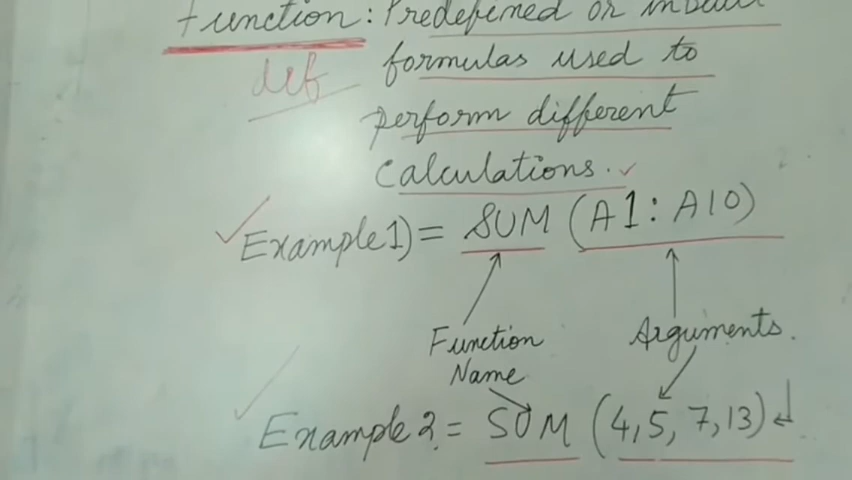 Function: Predefined or inbuilt
def formulas used to
perform different
Calculations.
Example1) = SUM (A1: A10)
Function Arguments.
Name
Example2 = SUM (4,5,7,13)